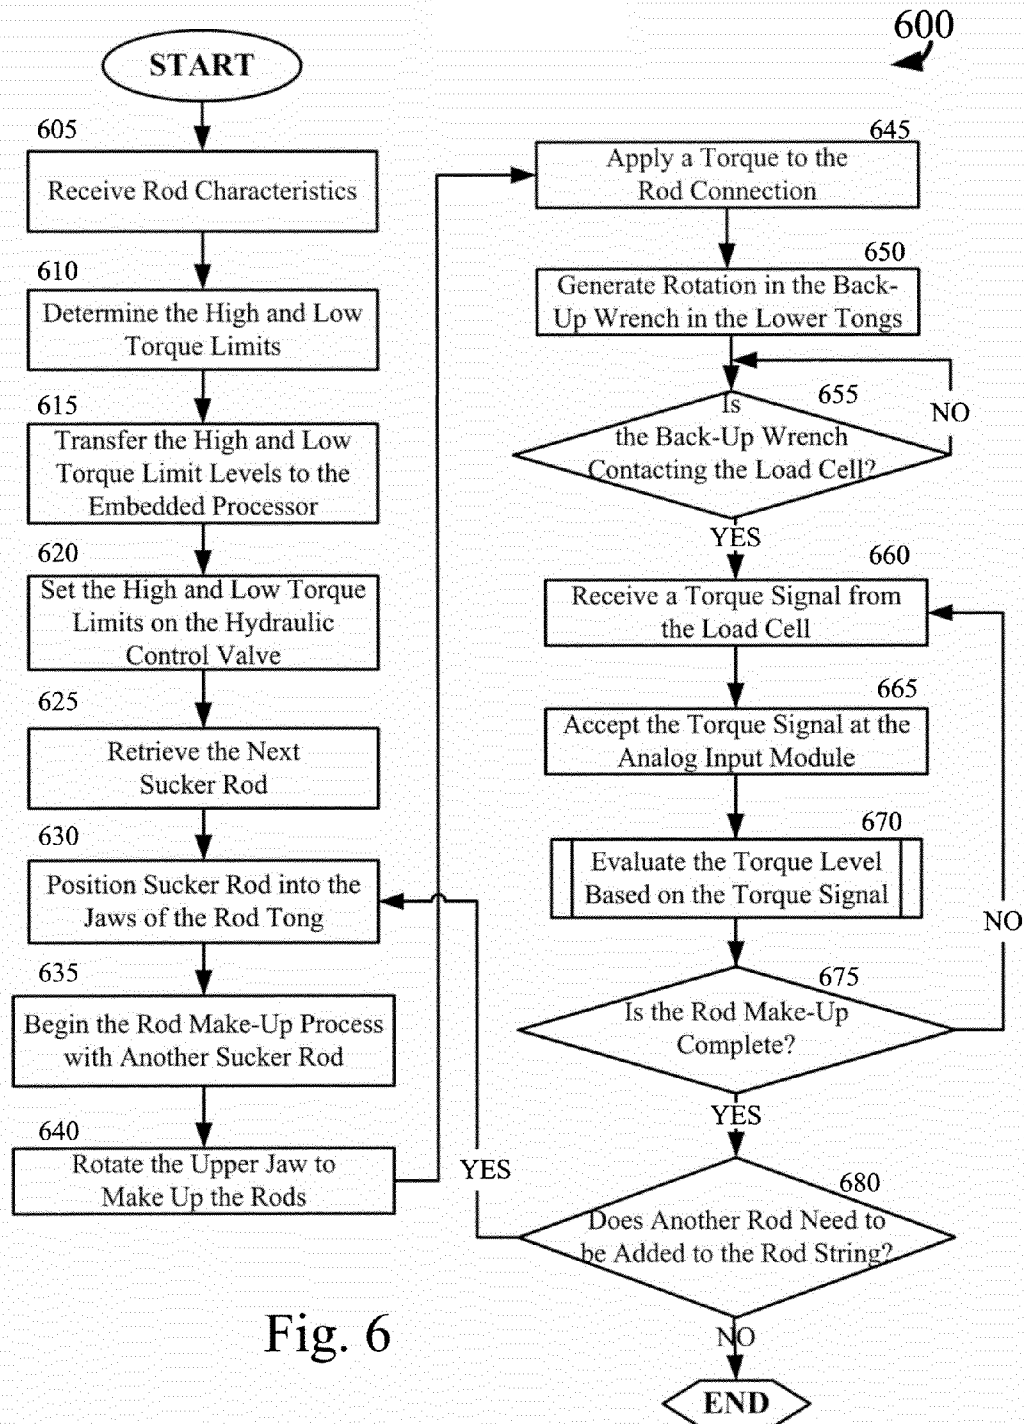 600
START
605
Receive Rod Characteristics
610
Determine the High and Low
Torque Limits
615
Transfer the High and Low
Torque Limit Levels to the
Embedded Processor
620
Set the High and Low Torque
Limits on the Hydraulic
Control Valve
625
Retrieve the Next
Sucker Rod
630
Position Sucker Rod into the
Jaws of the Rod Tong
635
Begin the Rod Make-Up Process
with Another Sucker Rod
640
Rotate the Upper Jaw to
Make Up the Rods
645
Apply a Torque to the
Rod Connection
650
Generate Rotation in the Back-
Up Wrench in the Lower Tongs
655
Is
the Back-Up Wrench
Contacting the Load Cell?
NO
YES
660
Receive a Torque Signal from
the Load Cell
665
Accept the Torque Signal at the
Analog Input Module
670
Evaluate the Torque Level
Based on the Torque Signal
NO
675
Is the Rod Make-Up
Complete?
YES
YES
680
Does Another Rod Need to
be Added to the Rod String?
NO
END
Fig. 6